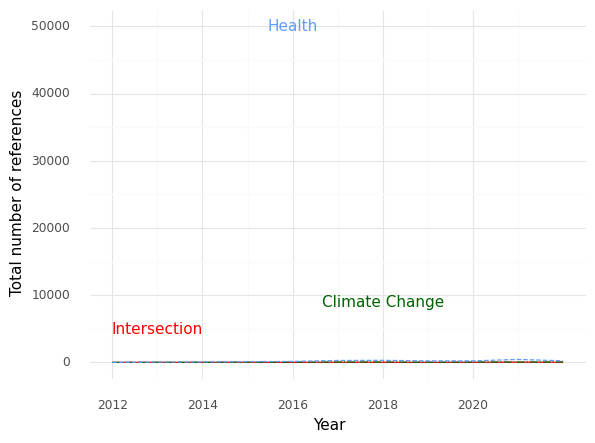 Health
50000
40000
30000
20000
10000
0
Climate Change
Intersection
2012 2014 2016 2018 2020
Year
Total number of references